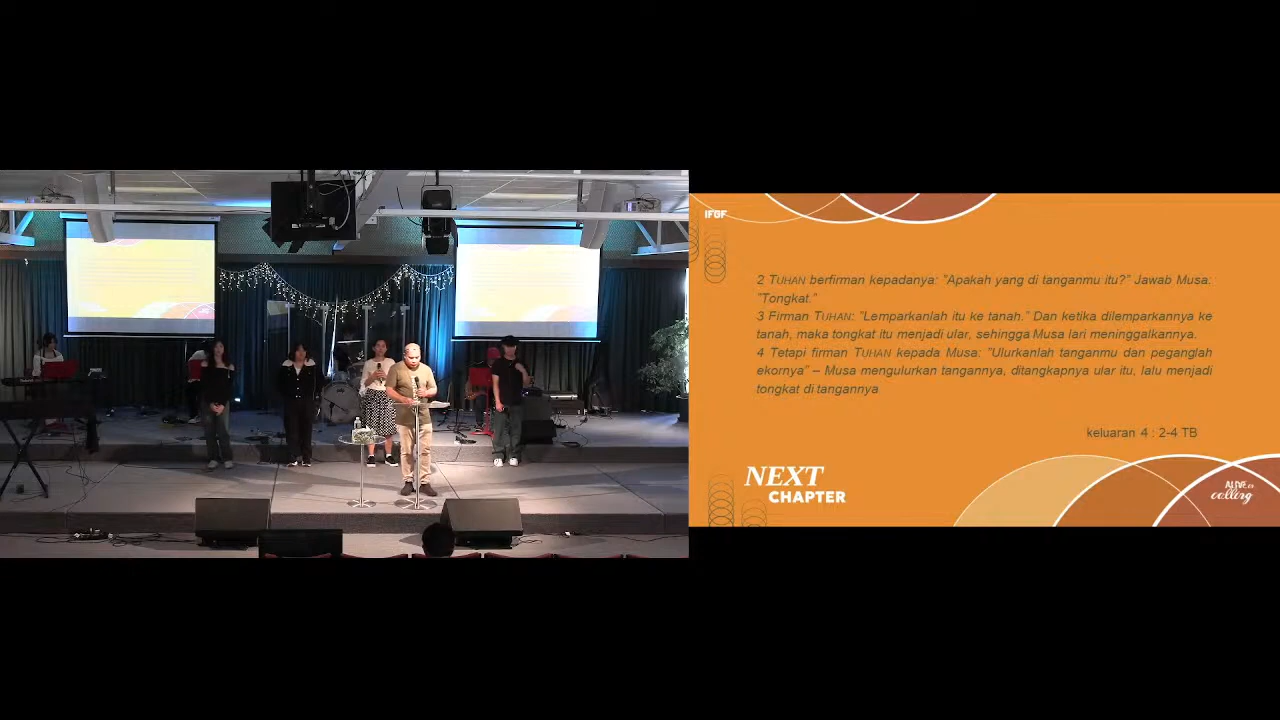 IFGF
2 TUHAN berfirman kepadanya: "Apakah yang di tanganmu itu?" Jawab Musa:
"Tongkat."
3 Firman TUHAN: "Lemparkanlah itu ke tanah." Dan ketika dilemparkannya ke
tanah, maka tongkat itu menjadi ular, sehingga Musa lari meninggalkannya.
4 Tetapi firman TUHAN kepada Musa: "Ulurkanlah tanganmu dan peganglah
ekornya" – Musa mengulurkan tangannya, ditangkapnya ular itu, lalu menjadi
tongkat di tangannya
keluaran 4 : 2-4 TB
NEXT
CHAPTER
ALIVE in
calling